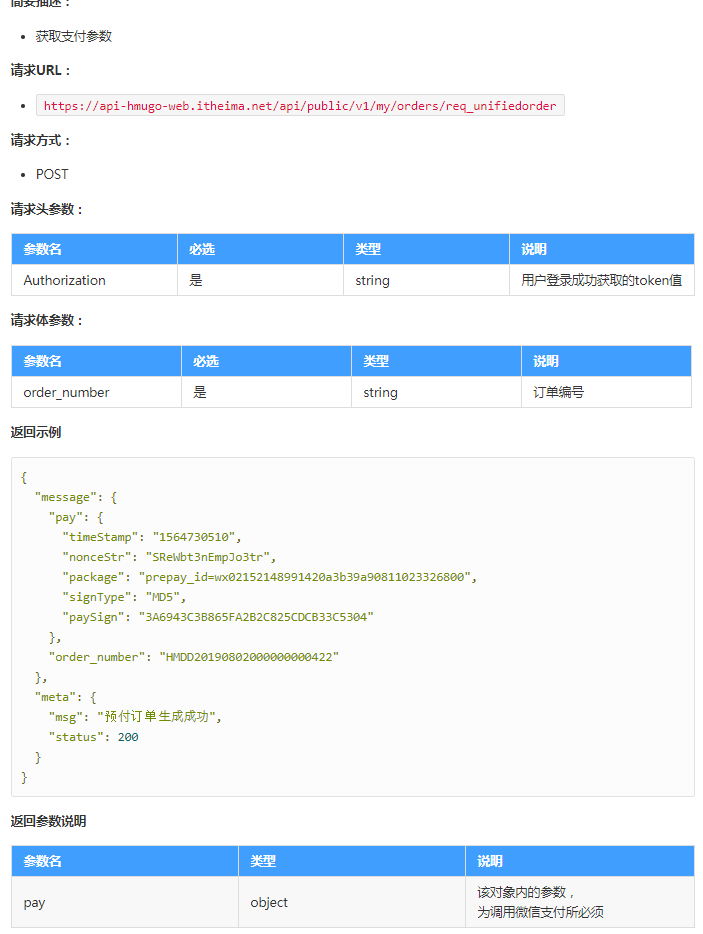 简要描述：
获取支付参数
请求URL：
https://api-hmugo-web.itheima.net/api/public/v1/my/orders/req_unifiedorder
请求方式：
POST
请求头参数：
参数名 必选 类型 说明
Authorization 是 string 用户登录成功获取的token值
请求体参数：
参数名 必选 类型 说明
order_number 是 string 订单编号
返回示例
{
"message": {
"pay": {
"timeStamp": "1564730510",
"nonceStr": "SReWbt3nEmpJo3tr",
"package": "prepay_id=wx02152148991420a3b39a90811023326800",
"signType": "MD5",
"paySign": "3A6943C3B865FA2B2C825CDCB33C5304"
},
"order_number": "HMDD20190802000000000422"
},
"meta": {
"msg": "预付订单生成成功",
"status": 200
}
}
返回参数说明
参数名 类型 说明
pay object 该对象内的参数，
为调用微信支付所必须